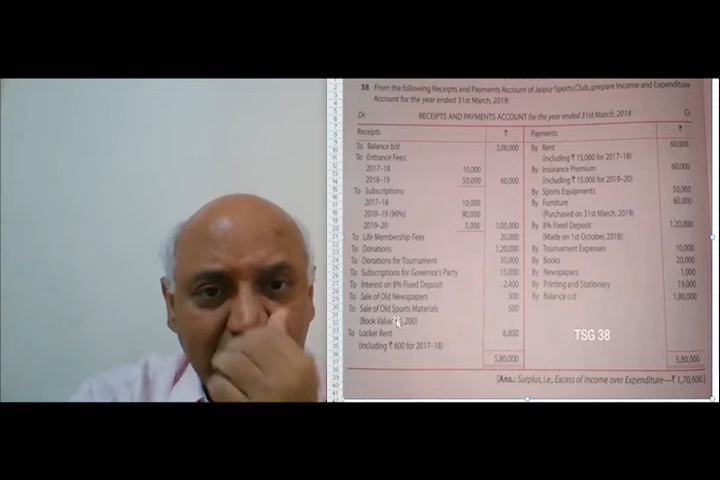 38. From the following Receipts and Payments Account of Jaipur Sports Club, prepare Income and Expenditure
Account for the year ended 31st March, 2019:
Dr. RECEIPTS AND PAYMENTS ACCOUNT for the year ended 31st March, 2019 Cr.
Receipts ₹ Payments ₹
To Balance b/d 2,00,000 By Rent 60,000
To Entrance Fees: (including ₹ 15,000 for 2017–18)
2017–18 10,000 By Insurance Premium 60,000
2018–19 50,000 60,000 (including ₹ 15,000 for 2019–20)
To Subscriptions: By Sports Equipments 50,000
2017–18 10,000 By Furniture 60,000
2018–19 (90%) 90,000 (Purchased on 31st March, 2019)
2019–20 5,000 1,05,000 By 8% Fixed Deposit 1,20,000
To Life Membership Fees 20,000 (Made on 1st October, 2018)
To Donations 1,20,000 By Tournament Expenses 10,000
To Donations for Tournament 50,000 By Books 20,000
To Subscriptions for Governor's Party 15,000 By Newspapers 1,000
To Interest on 8% Fixed Deposit 2,400 By Printing and Stationery 19,000
To Sale of Old Newspapers 300 By Balance c/d 1,80,000
To Sale of Old Sports Materials 500
(Book Value 200)
To Locker Rent 6,800
(including ₹ 600 for 2017–18)
5,80,000 5,80,000
TSG 38
[Ans.: Surplus, i.e., Excess of Income over Expenditure—₹ 1,70,600]